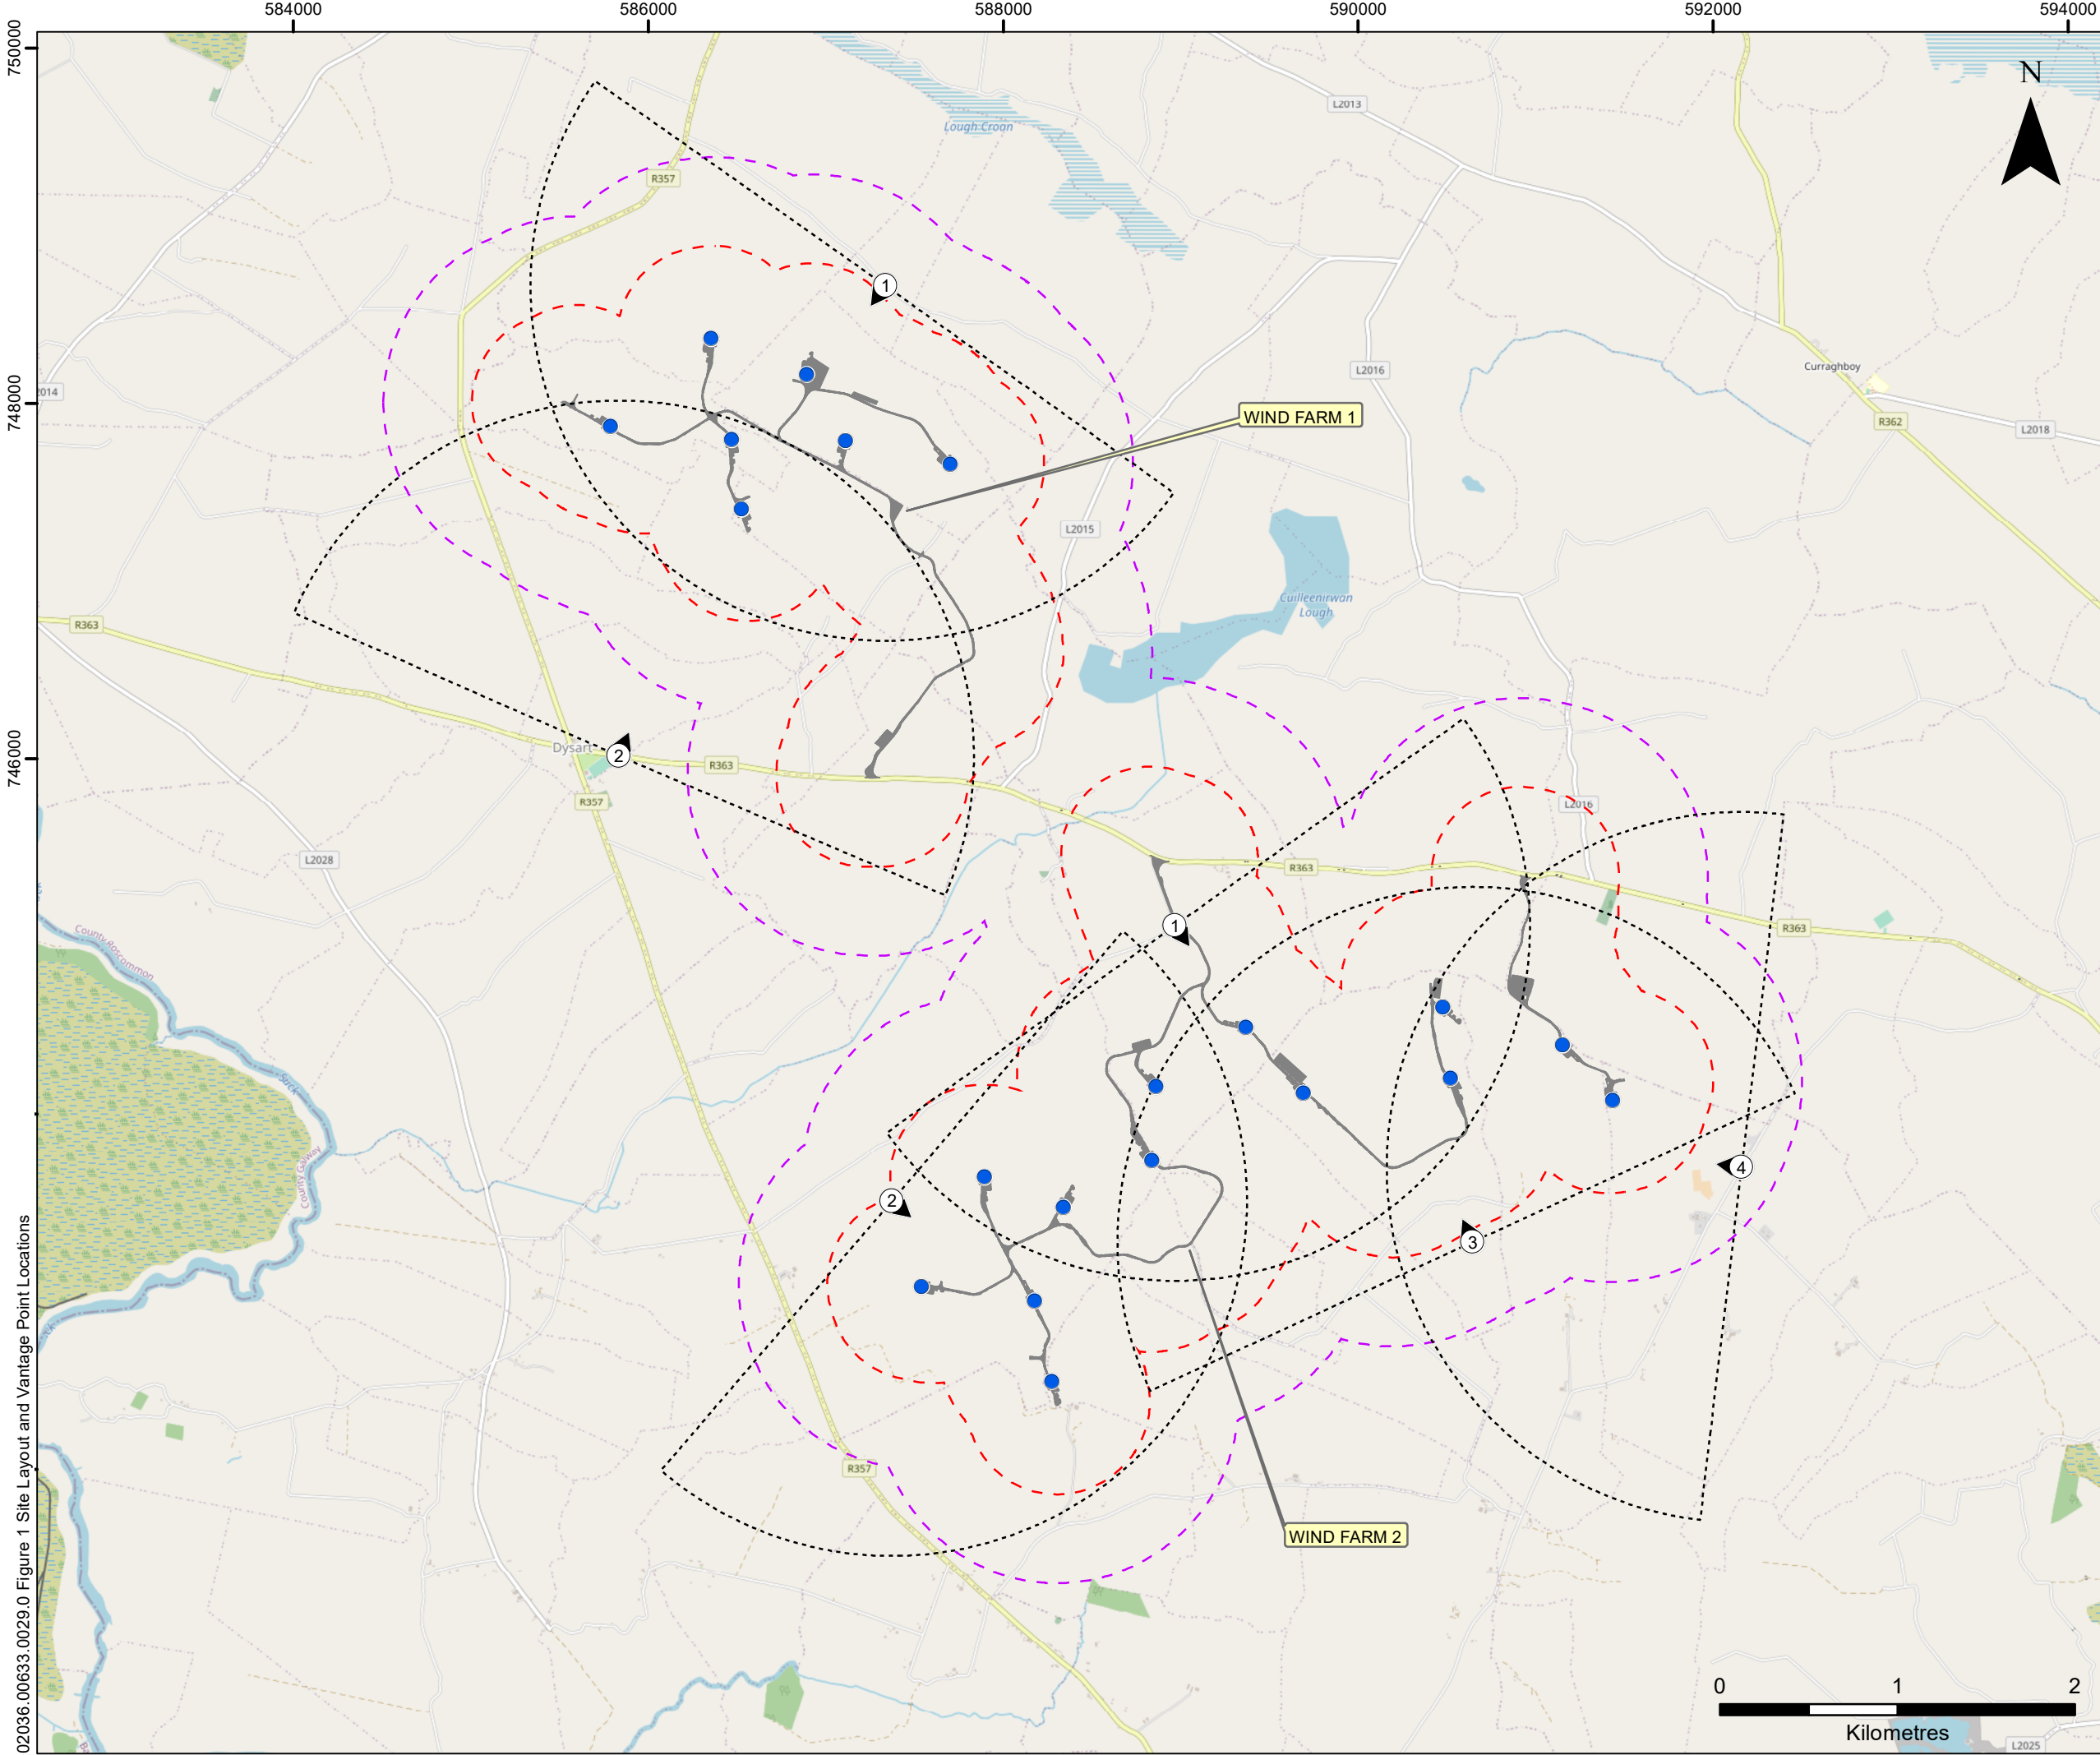 584000
586000
588000
590000
592000
594000
750000
748000
746000
N
L2013
Lough Croan
R357
1
2014
L2016
Curraghboy
R362
L2018
WIND FARM 1
L2015
Cuilleenirwan
Lough
R363
Dysart
2
R363
R357
L2016
L2028
R363
R363
1
County Roscommon
Suck
County Galway
4
2
3
R357
WIND FARM 2
0
1
2
Kilometres
L2025
02036.00633.0029.0 Figure 1 Site Layout and Vantage Point Locations